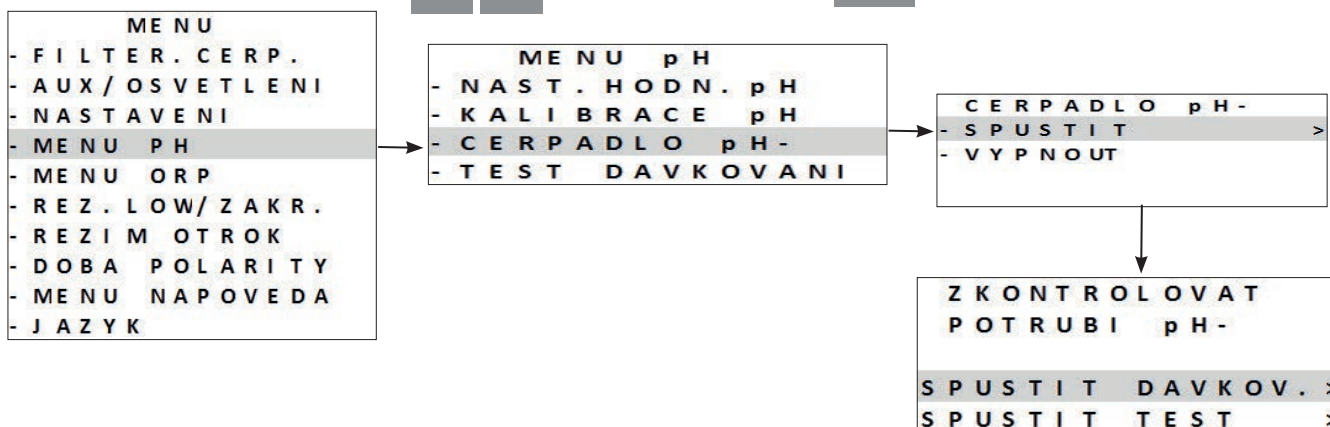 MENU
- FILTER.CERP.
- AUX/OSVETLENI
- NASTAVENI
- MENU PH
- MENU ORP
- REZ.LOW/ZAKR.
- REZIM OTROK
- DOBA POLARITY
- MENU NAPOVEDA
- JAZYK
MENU pH
- NAST. HODN. pH
- KALIBRACE pH
- CERPADLO pH-
- TEST DAVKOVANI
CERPADLO pH-
- SPUSTIT >
- VYPNOUT
ZKONTROLOVAT
POTRUBI pH-
SPUSTIT DAVKOV. >
SPUSTIT TEST >